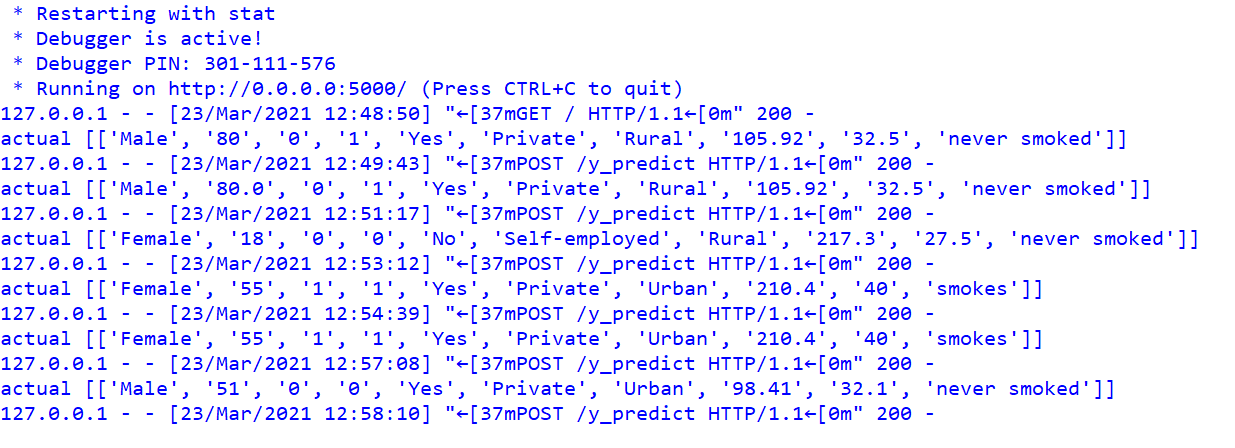 * Restarting with stat
 * Debugger is active!
 * Debugger PIN: 301-111-576
 * Running on http://0.0.0.0:5000/ (Press CTRL+C to quit)
127.0.0.1 - - [23/Mar/2021 12:48:50] "←[37mGET / HTTP/1.1←[0m" 200 -
actual [['Male', '80', '0', '1', 'Yes', 'Private', 'Rural', '105.92', '32.5', 'never smoked']]
127.0.0.1 - - [23/Mar/2021 12:49:43] "←[37mPOST /y_predict HTTP/1.1←[0m" 200 -
actual [['Male', '80.0', '0', '1', 'Yes', 'Private', 'Rural', '105.92', '32.5', 'never smoked']]
127.0.0.1 - - [23/Mar/2021 12:51:17] "←[37mPOST /y_predict HTTP/1.1←[0m" 200 -
actual [['Female', '18', '0', '0', 'No', 'Self-employed', 'Rural', '217.3', '27.5', 'never smoked']]
127.0.0.1 - - [23/Mar/2021 12:53:12] "←[37mPOST /y_predict HTTP/1.1←[0m" 200 -
actual [['Female', '55', '1', '1', 'Yes', 'Private', 'Urban', '210.4', '40', 'smokes']]
127.0.0.1 - - [23/Mar/2021 12:54:39] "←[37mPOST /y_predict HTTP/1.1←[0m" 200 -
actual [['Female', '55', '1', '1', 'Yes', 'Private', 'Urban', '210.4', '40', 'smokes']]
127.0.0.1 - - [23/Mar/2021 12:57:08] "←[37mPOST /y_predict HTTP/1.1←[0m" 200 -
actual [['Male', '51', '0', '0', 'Yes', 'Private', 'Urban', '98.41', '32.1', 'never smoked']]
127.0.0.1 - - [23/Mar/2021 12:58:10] "←[37mPOST /y_predict HTTP/1.1←[0m" 200 -